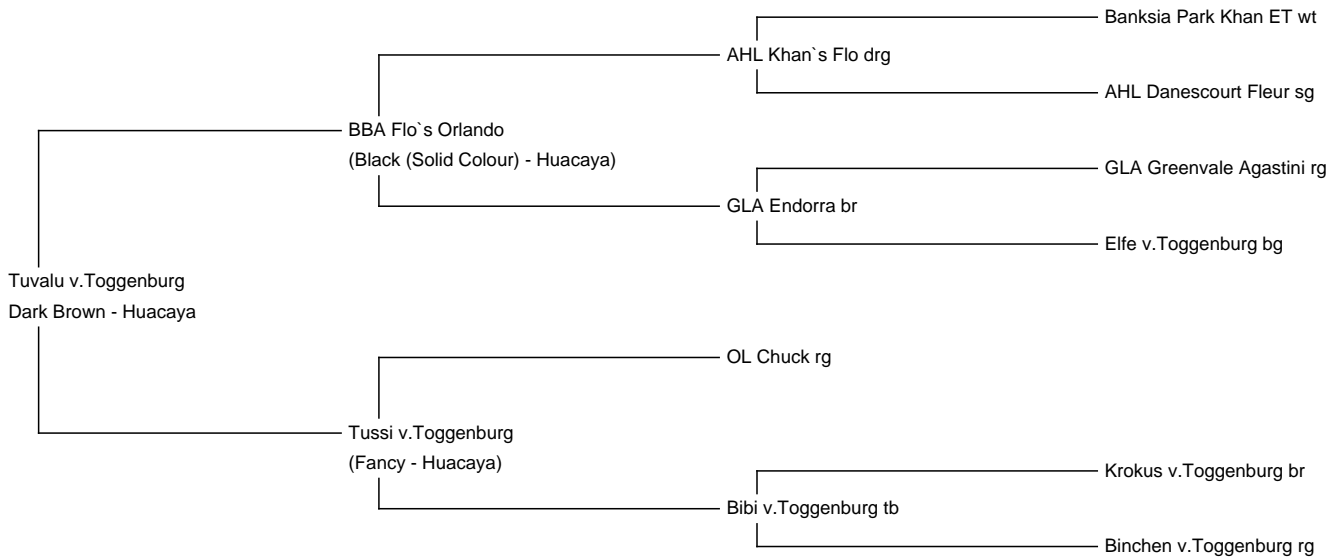 Banksia Park Khan ET wt
AHL Khan`s Flo drg
AHL Danescourt Fleur sg
BBA Flo`s Orlando
(Black (Solid Colour) - Huacaya)
GLA Greenvale Agastini rg
GLA Endorra br
Elfe v.Toggenburg bg
Tuvalu v.Toggenburg
Dark Brown - Huacaya
OL Chuck rg
Tussi v.Toggenburg
(Fancy - Huacaya)
Krokus v.Toggenburg br
Bibi v.Toggenburg tb
Binchen v.Toggenburg rg